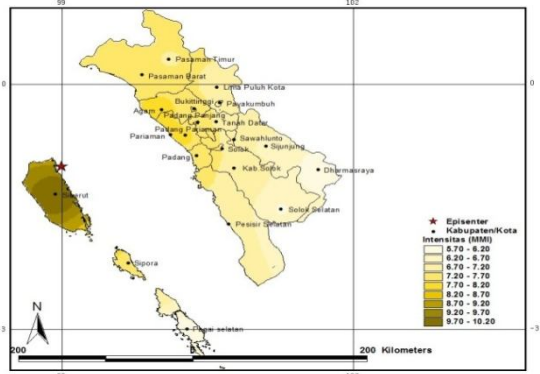 99
102
Pasaman Timur
0
0
Pasaman Barat
Lima Puluh Kota
Bukittinggi
Payakumbuh
Agam
Padang Panjang
Tanah Datar
Padang Pariaman
Pariaman
Sawahlunto
Sijunjung
Solok
Padang
Dharmasraya
Kab.Solok
Siberut
Solok Selatan
Pesisir Selatan
Episenter
Kabupaten/Kota
Intensitas (MMI)
5.70 - 6.20
6.20 - 6.70
6.70 - 7.20
7.20 - 7.70
7.70 - 8.20
8.20 - 8.70
8.70 - 9.20
9.20 - 9.70
9.70 - 10.20
Sipora
N
Pagai selatan
3
-3
200
0
200 Kilometers